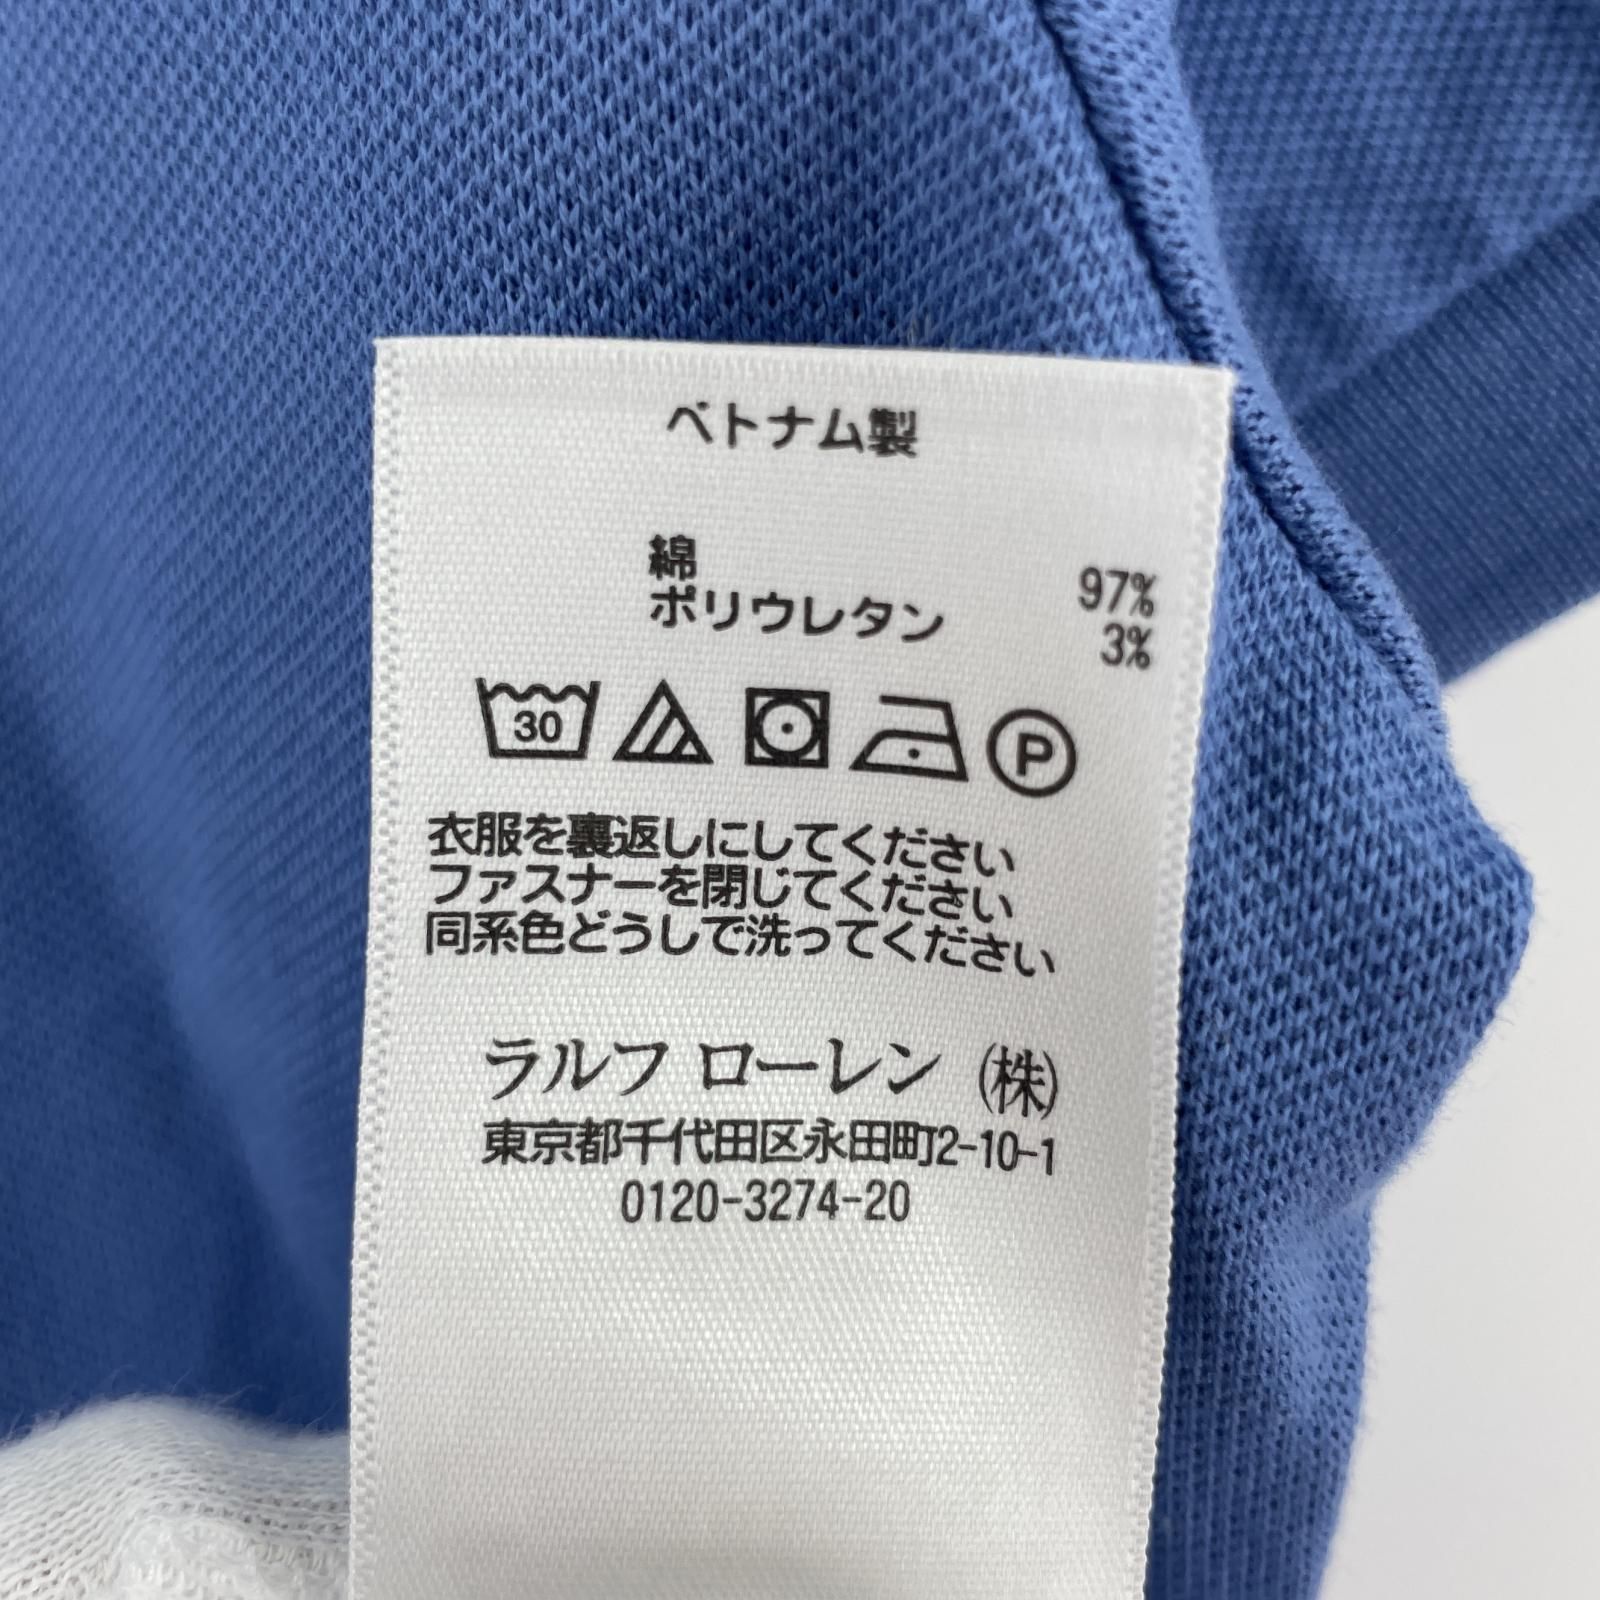 ベトナム製
綿 97%
ポリウレタン 3%
30 P
衣服を裏返しにしてください
ファスナーを閉じてください
同系色どうしで洗ってください
ラルフ ローレン (株)
東京都千代田区永田町2-10-1
0120-3274-20